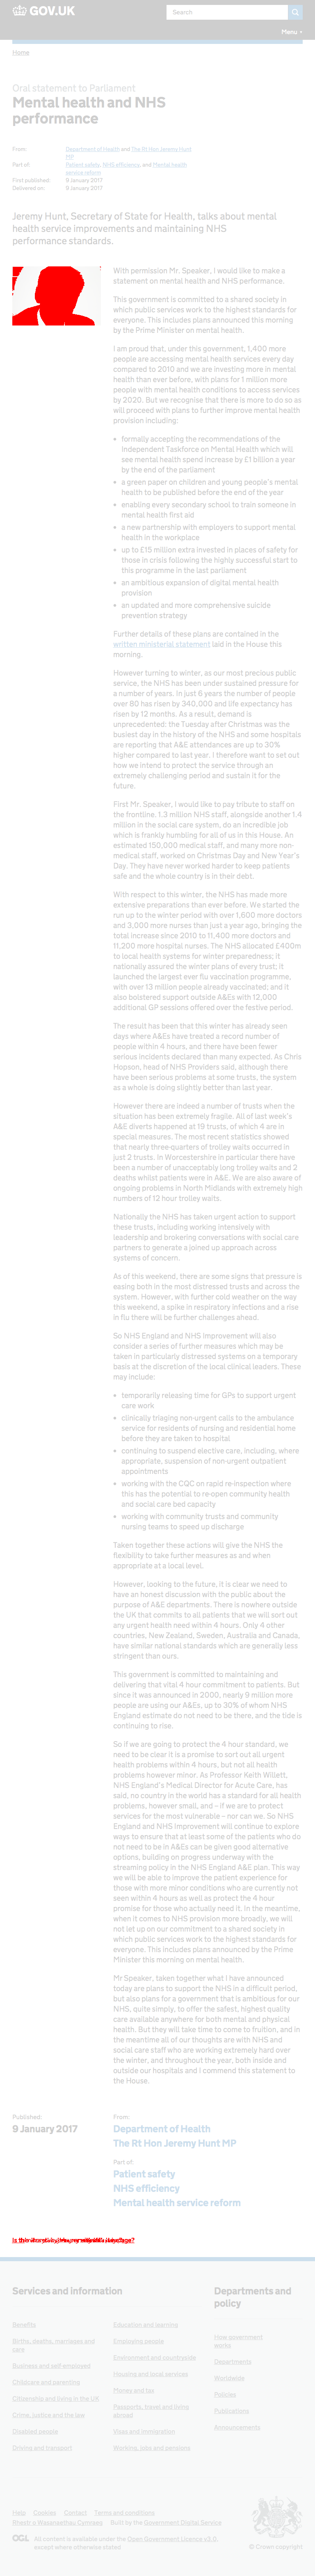 GOV.UK
Search
Menu
Home
Oral statement to Parliament
Mental health and NHS
performance
From: Department of Health and The Rt Hon Jeremy Hunt
MP
Part of: Patient safety, NHS efficiency, and Mental health
service reform
First published: 9 January 2017
Delivered on: 9 January 2017
Jeremy Hunt, Secretary of State for Health, talks about mental
health service improvements and maintaining NHS
performance standards.
With permission Mr. Speaker, I would like to make a
statement on mental health and NHS performance.
This government is committed to a shared society in
which public services work to the highest standards for
everyone. This includes plans announced this morning
by the Prime Minister on mental health.
I am proud that, under this government, 1,400 more
people are accessing mental health services every day
compared to 2010 and we are investing more in mental
health than ever before, with plans for 1 million more
people with mental health conditions to access services
by 2020. But we recognise that there is more to do so as
will proceed with plans to further improve mental health
provision including:
• formally accepting the recommendations of the
Independent Taskforce on Mental Health which will
see mental health spend increase by £1 billion a year
by the end of the parliament
• a green paper on children and young people's mental
health to be published before the end of the year
• enabling every secondary school to train someone in
mental health first aid
• a new partnership with employers to support mental
health in the workplace
• up to £15 million extra invested in places of safety for
those in crisis following the highly successful start to
this programme in the last parliament
• an ambitious expansion of digital mental health
provision
• an updated and more comprehensive suicide
prevention strategy
Further details of these plans are contained in the
written ministerial statement laid in the House this
morning.
However turning to winter, as our most precious public
service, the NHS has been under sustained pressure for
a number of years. In just 6 years the number of people
over 80 has risen by 340,000 and life expectancy has
risen by 12 months. As a result, demand is
unprecedented: the Tuesday after Christmas was the
busiest day in the history of the NHS and some hospitals
are reporting that A&E attendances are up to 30%
higher compared to last year. I therefore want to set out
how we intend to protect the service through an
extremely challenging period and sustain it for the
future.
First Mr. Speaker, I would like to pay tribute to staff on
the frontline. 1.3 million NHS staff, alongside another 1.4
million in the social care system, do an incredible job
which is frankly humbling for all of us in this House. An
estimated 150,000 medical staff, and many more non-
medical staff, worked on Christmas Day and New Year's
Day. They have never worked harder to keep patients
safe and the whole country is in their debt.
With respect to this winter, the NHS has made more
extensive preparations than ever before. We started the
run up to the winter period with over 1,600 more doctors
and 3,000 more nurses than just a year ago, bringing the
total increase since 2010 to 11,400 more doctors and
11,200 more hospital nurses. The NHS allocated £400m
to local health systems for winter preparedness; it
nationally assured the winter plans of every trust; it
launched the largest ever flu vaccination programme,
with over 13 million people already vaccinated; and it
also bolstered support outside A&Es with 12,000
additional GP sessions offered over the festive period.
The result has been that this winter has already seen
days where A&Es have treated a record number of
people within 4 hours, and there have been fewer
serious incidents declared than many expected. As Chris
Hopson, head of NHS Providers said, although there
have been serious problems at some trusts, the system
as a whole is doing slightly better than last year.
However there are indeed a number of trusts where the
situation has been extremely fragile. All of last week's
A&E diverts happened at 19 trusts, of which 4 are in
special measures. The most recent statistics showed
that nearly three-quarters of trolley waits occurred in
just 2 trusts. In Worcestershire in particular there have
been a number of unacceptably long trolley waits and 2
deaths whilst patients were in A&E. We are also aware of
ongoing problems in North Midlands with extremely high
numbers of 12 hour trolley waits.
Nationally the NHS has taken urgent action to support
these trusts, including working intensively with
leadership and brokering conversations with social care
partners to generate a joined up approach across
systems of concern.
As of this weekend, there are some signs that pressure is
easing both in the most distressed trusts and across the
system. However, with further cold weather on the way
this weekend, a spike in respiratory infections and a rise
in flu there will be further challenges ahead.
So NHS England and NHS Improvement will also
consider a series of further measures which may be
taken in particularly distressed systems on a temporary
basis at the discretion of the local clinical leaders. These
may include:
• temporarily releasing time for GPs to support urgent
care work
• clinically triaging non-urgent calls to the ambulance
service for residents of nursing and residential home
before they are taken to hospital
• continuing to suspend elective care, including, where
appropriate, suspension of non-urgent outpatient
appointments
• working with the CQC on rapid re-inspection where
this has the potential to re-open community health
and social care bed capacity
• working with community trusts and community
nursing teams to speed up discharge
Taken together these actions will give the NHS the
flexibility to take further measures as and when
appropriate at a local level.
However, looking to the future, it is clear we need to
have an honest discussion with the public about the
purpose of A&E departments. There is nowhere outside
the UK that commits to all patients that we will sort out
any urgent health need within 4 hours. Only 4 other
countries, New Zealand, Sweden, Australia and Canada,
have similar national standards which are generally less
stringent than ours.
This government is committed to maintaining and
delivering that vital 4 hour commitment to patients. But
since it was announced in 2000, nearly 9 million more
people are using our A&Es, up to 30% of whom NHS
England estimate do not need to be there, and the tide is
continuing to rise.
So if we are going to protect the 4 hour standard, we
need to be clear it is a promise to sort out all urgent
health problems within 4 hours, but not all health
problems however minor. As Professor Keith Willett,
NHS England's Medical Director for Acute Care, has
said, no country in the world has a standard for all health
problems, however small, and – if we are to protect
services for the most vulnerable – nor can we. So NHS
England and NHS Improvement will continue to explore
ways to ensure that at least some of the patients who do
not need to be in A&Es can be given good alternative
options, building on progress underway with the
streaming policy in the NHS England A&E plan. This way
we will be able to improve the patient experience for
those with more minor conditions who are currently not
seen within 4 hours as well as protect the 4 hour
promise for those who actually need it. In the meantime,
when it comes to NHS provision more broadly, we will
not let up on our commitment to a shared society in
which public services work to the highest standards for
everyone. This includes plans announced by the Prime
Minister this morning on mental health.
Mr Speaker, taken together what I have announced
today are plans to support the NHS in a difficult period,
but also plans for a government that is ambitious for our
NHS, quite simply, to offer the safest, highest quality
care available anywhere for both mental and physical
health. But they will take time to come to fruition, and in
the meantime all of our thoughts are with NHS and
social care staff who are working extremely hard over
the winter, and throughout the year, both inside and
outside our hospitals and I commend this statement to
the House.
Published: From:
9 January 2017 Department of Health
The Rt Hon Jeremy Hunt MP
Part of:
Patient safety
NHS efficiency
Mental health service reform
Services and information
Departments and
policy
Benefits
Births, deaths, marriages and
care
Business and self-employed
Childcare and parenting
Citizenship and living in the UK
Crime, justice and the law
Disabled people
Driving and transport
Education and learning
Employing people
Environment and countryside
Housing and local services
Money and tax
Passports, travel and living
abroad
Visas and immigration
Working, jobs and pensions
How government
works
Departments
Worldwide
Policies
Publications
Announcements
Help Cookies Contact Terms and conditions
Rhestr o Wasanaethau Cymraeg Built by the Government Digital Service
OGL All content is available under the Open Government Licence v3.0,
except where otherwise stated
© Crown copyright